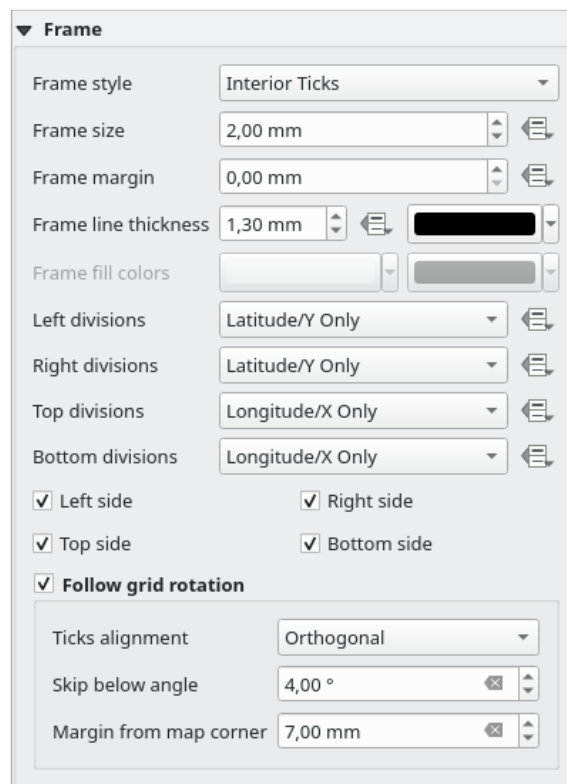 Frame
Frame style Interior Ticks
Frame size 2,00 mm
Frame margin 0,00 mm
Frame line thickness 1,30 mm
Frame fill colors
Left divisions Latitude/Y Only
Right divisions Latitude/Y Only
Top divisions Longitude/X Only
Bottom divisions Longitude/X Only
Left side Right side
Top side Bottom side
Follow grid rotation
Ticks alignment Orthogonal
Skip below angle 4,00 °
Margin from map corner 7,00 mm